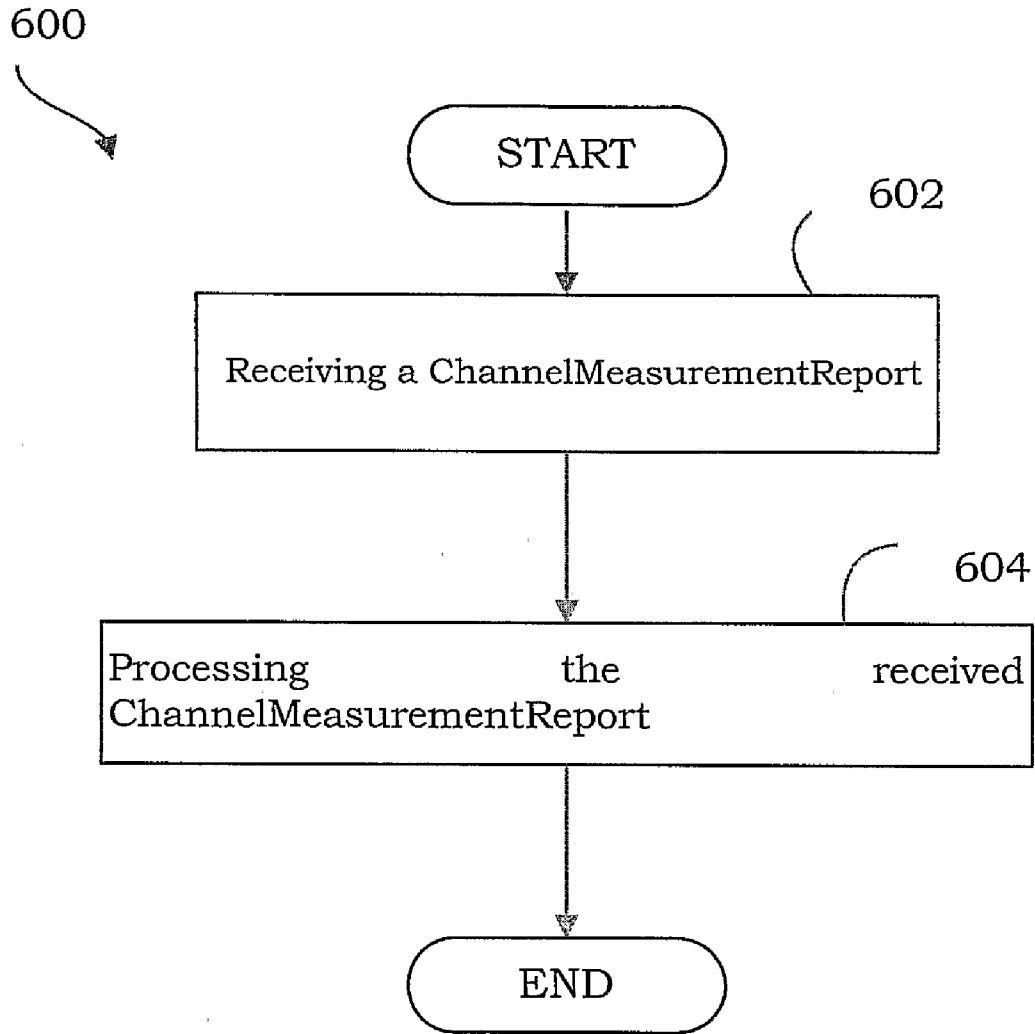 600
START
602
Receiving a ChannelMeasurementReport
604
Processing the received
ChannelMeasurementReport
END